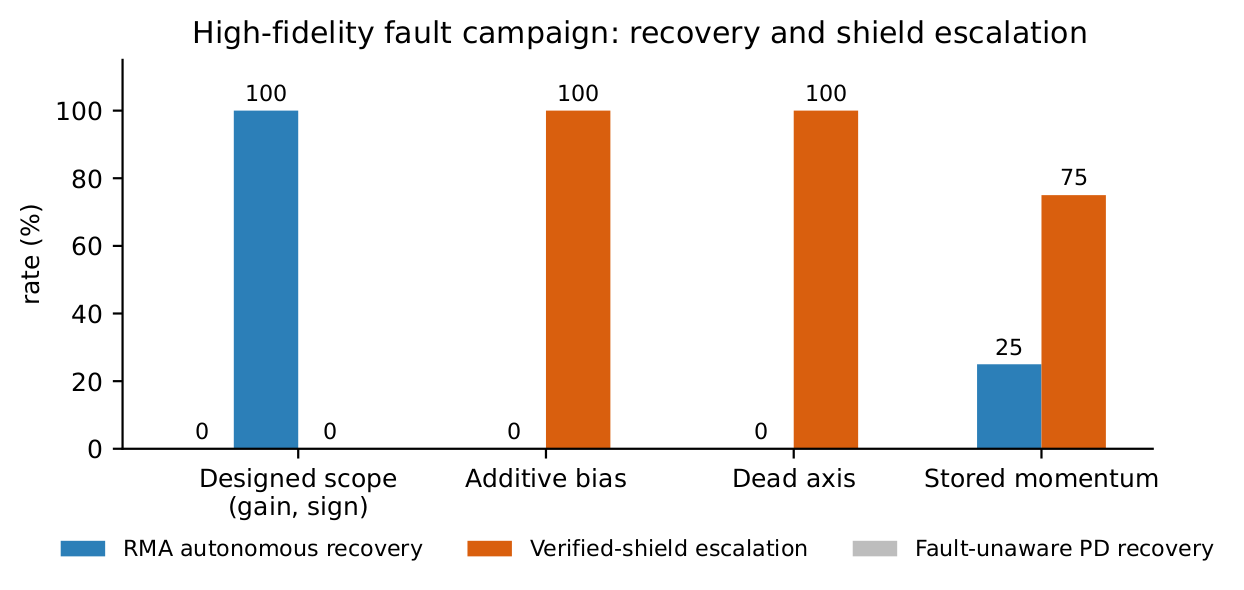 High-fidelity fault campaign: recovery and shield escalation
rate (%)
100
80
60
40
20
0
0
100
0
0
100
0
100
25
75
Designed scope
(gain, sign)
Additive bias
Dead axis
Stored momentum
RMA autonomous recovery
Verified-shield escalation
Fault-unaware PD recovery